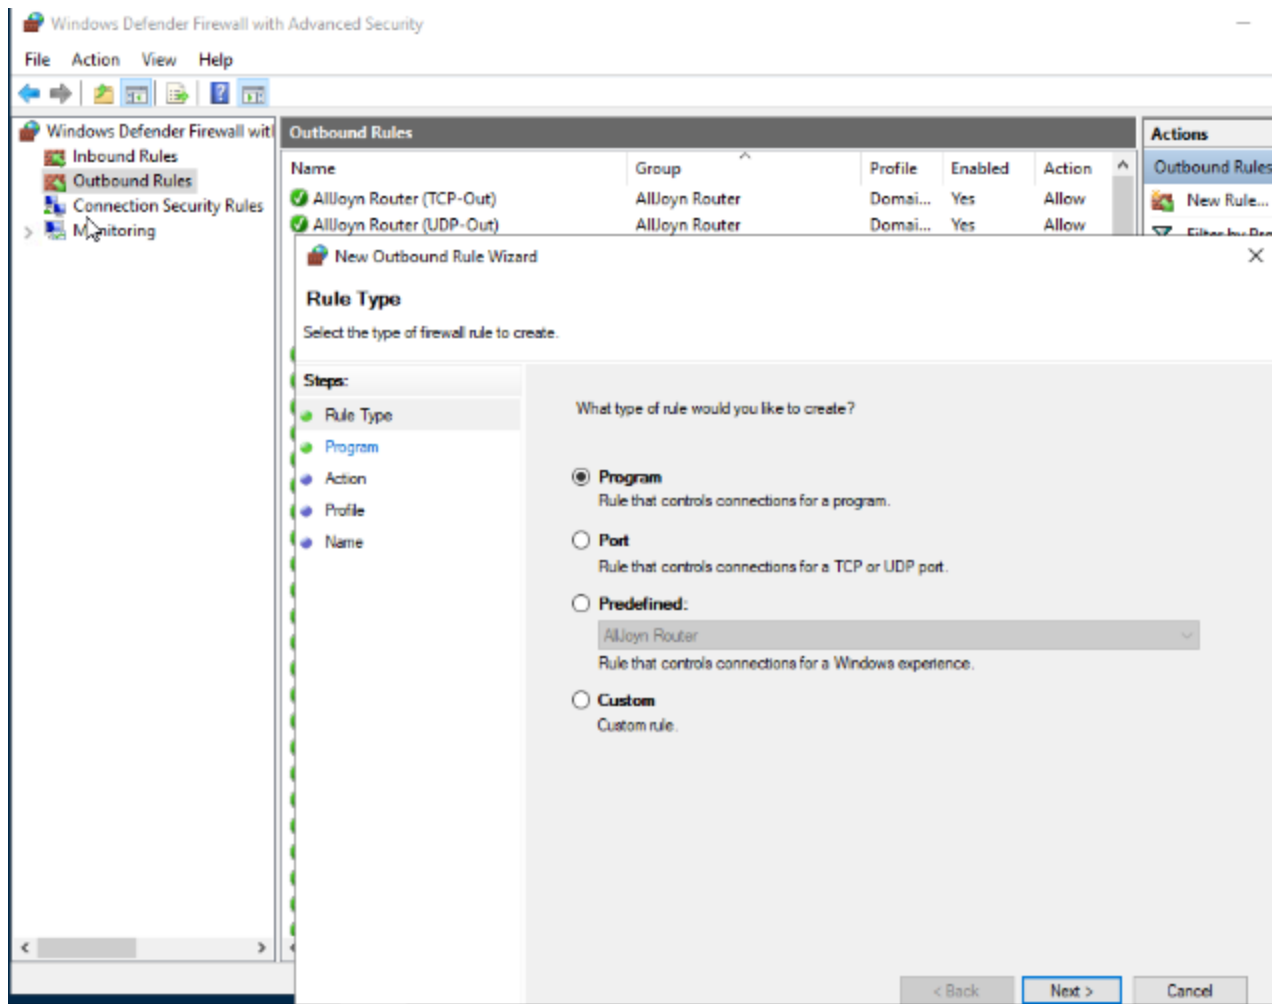 Windows Defender Firewall with Advanced Security
File Action View Help
Windows Defender Firewall witl
Inbound Rules
Outbound Rules
Connection Security Rules
Monitoring
Outbound Rules
Name Group Profile Enabled Action
AllJoyn Router (TCP-Out) AllJoyn Router Domai... Yes Allow
AllJoyn Router (UDP-Out) AllJoyn Router Domai... Yes Allow
Actions
Outbound Rules
New Rule...
Filter by Pro
New Outbound Rule Wizard
Rule Type
Select the type of firewall rule to create.
Steps:
Rule Type
Program
Action
Profile
Name
What type of rule would you like to create?
Program
Rule that controls connections for a program.
Port
Rule that controls connections for a TCP or UDP port.
Predefined:
AllJoyn Router
Rule that controls connections for a Windows experience.
Custom
Custom rule.
< Back Next > Cancel